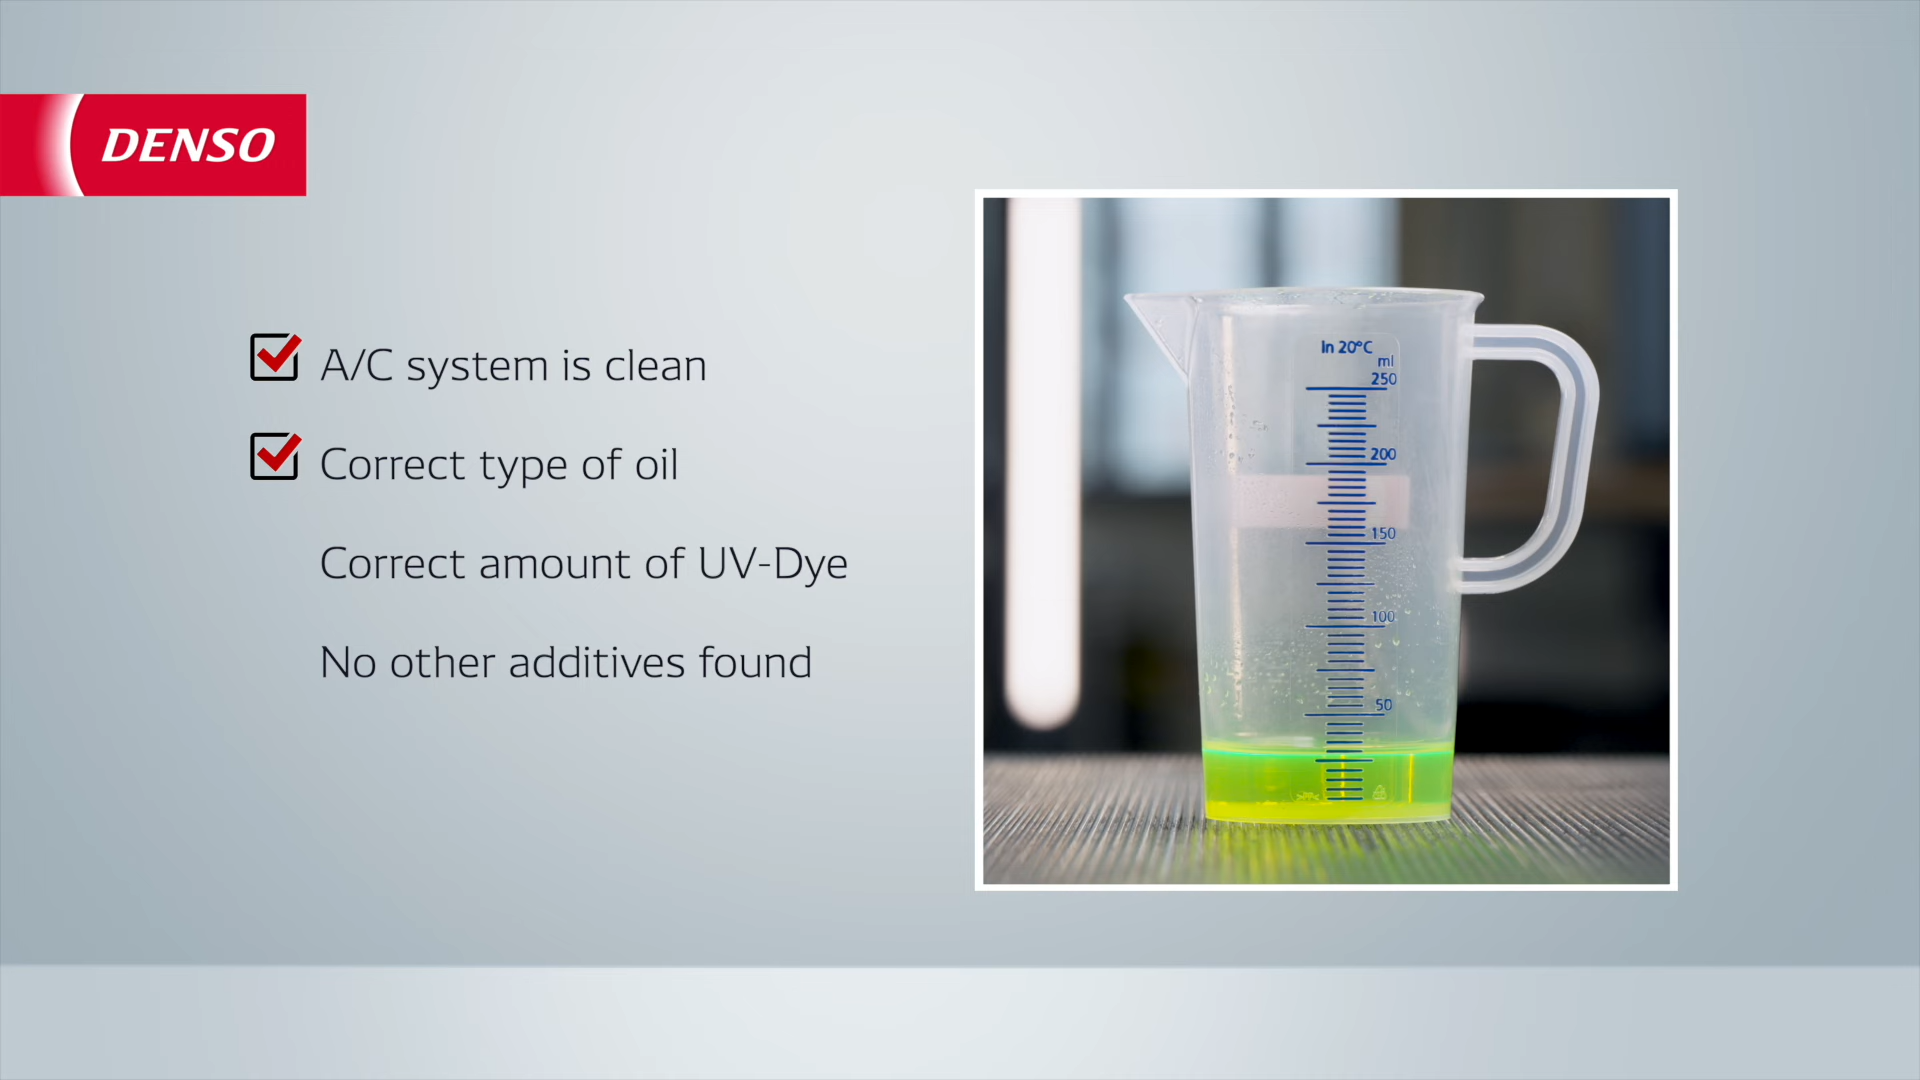 DENSO
A/C system is clean
Correct type of oil
Correct amount of UV-Dye
No other additives found
In 20°C
ml
250
200
150
100
50